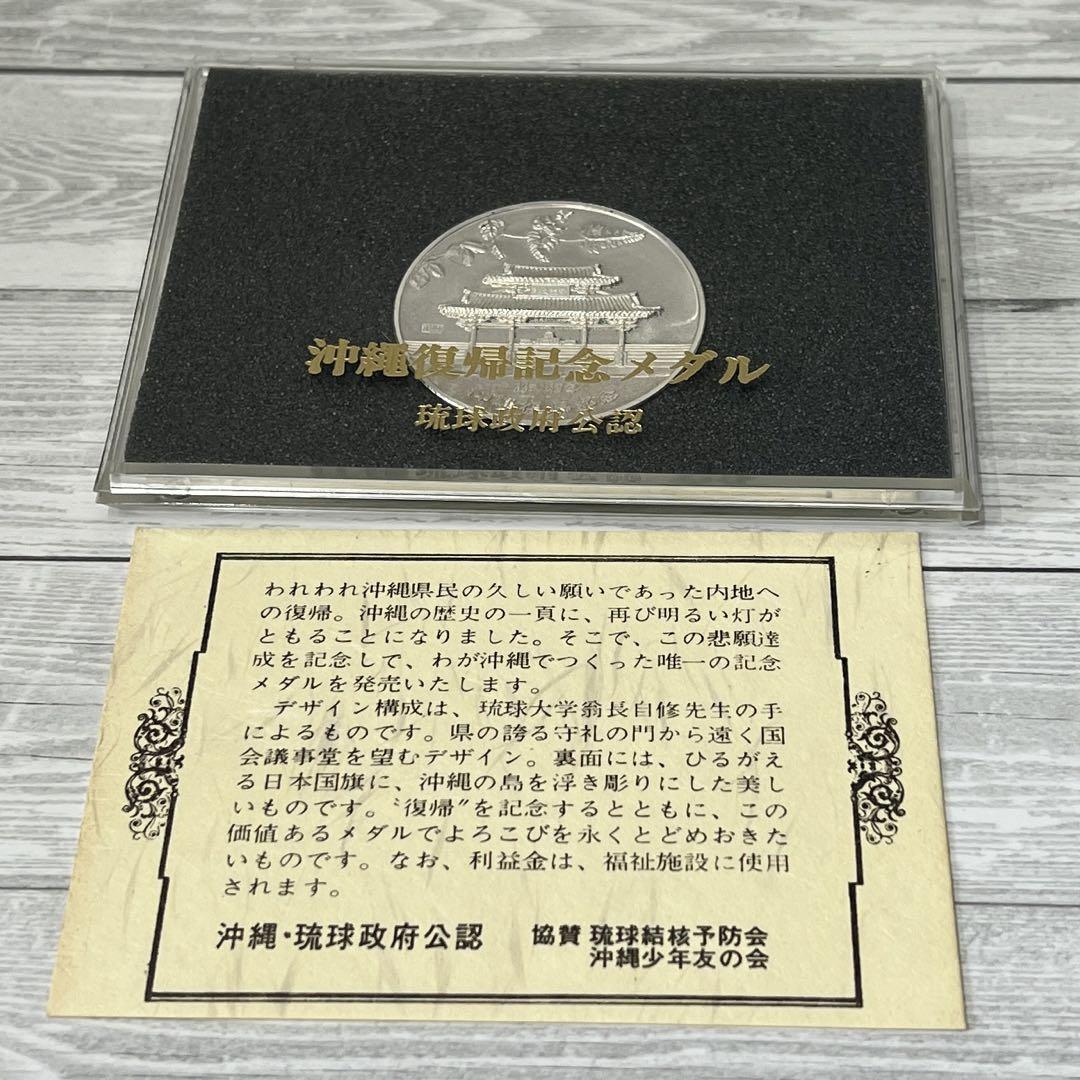 沖縄復帰記念メダル
琉球政府公認
われわれ沖縄県民の久しい願いであった内地へ
の復帰。沖縄の歴史の一頁に、再び明るい灯が
ともることになりました。そこで、この悲願達
成を記念して、わが沖縄でつくった唯一の記念
メダルを発売いたします。
デザイン構成は、琉球大学翁長自修先生の手
によるものです。県の誇る守礼の門から遠く国
会議事堂を望むデザイン。裏面には、ひるがえ
る日本国旗に、沖縄の島を浮き彫りにした美し
いものです。〝復帰〟を記念するとともに、この
価値あるメダルでよろこびを永くとどめおきた
いものです。なお、利益金は、福祉施設に使用
されます。
沖縄・琉球政府公認
協賛 琉球結核予防会
沖縄少年友の会